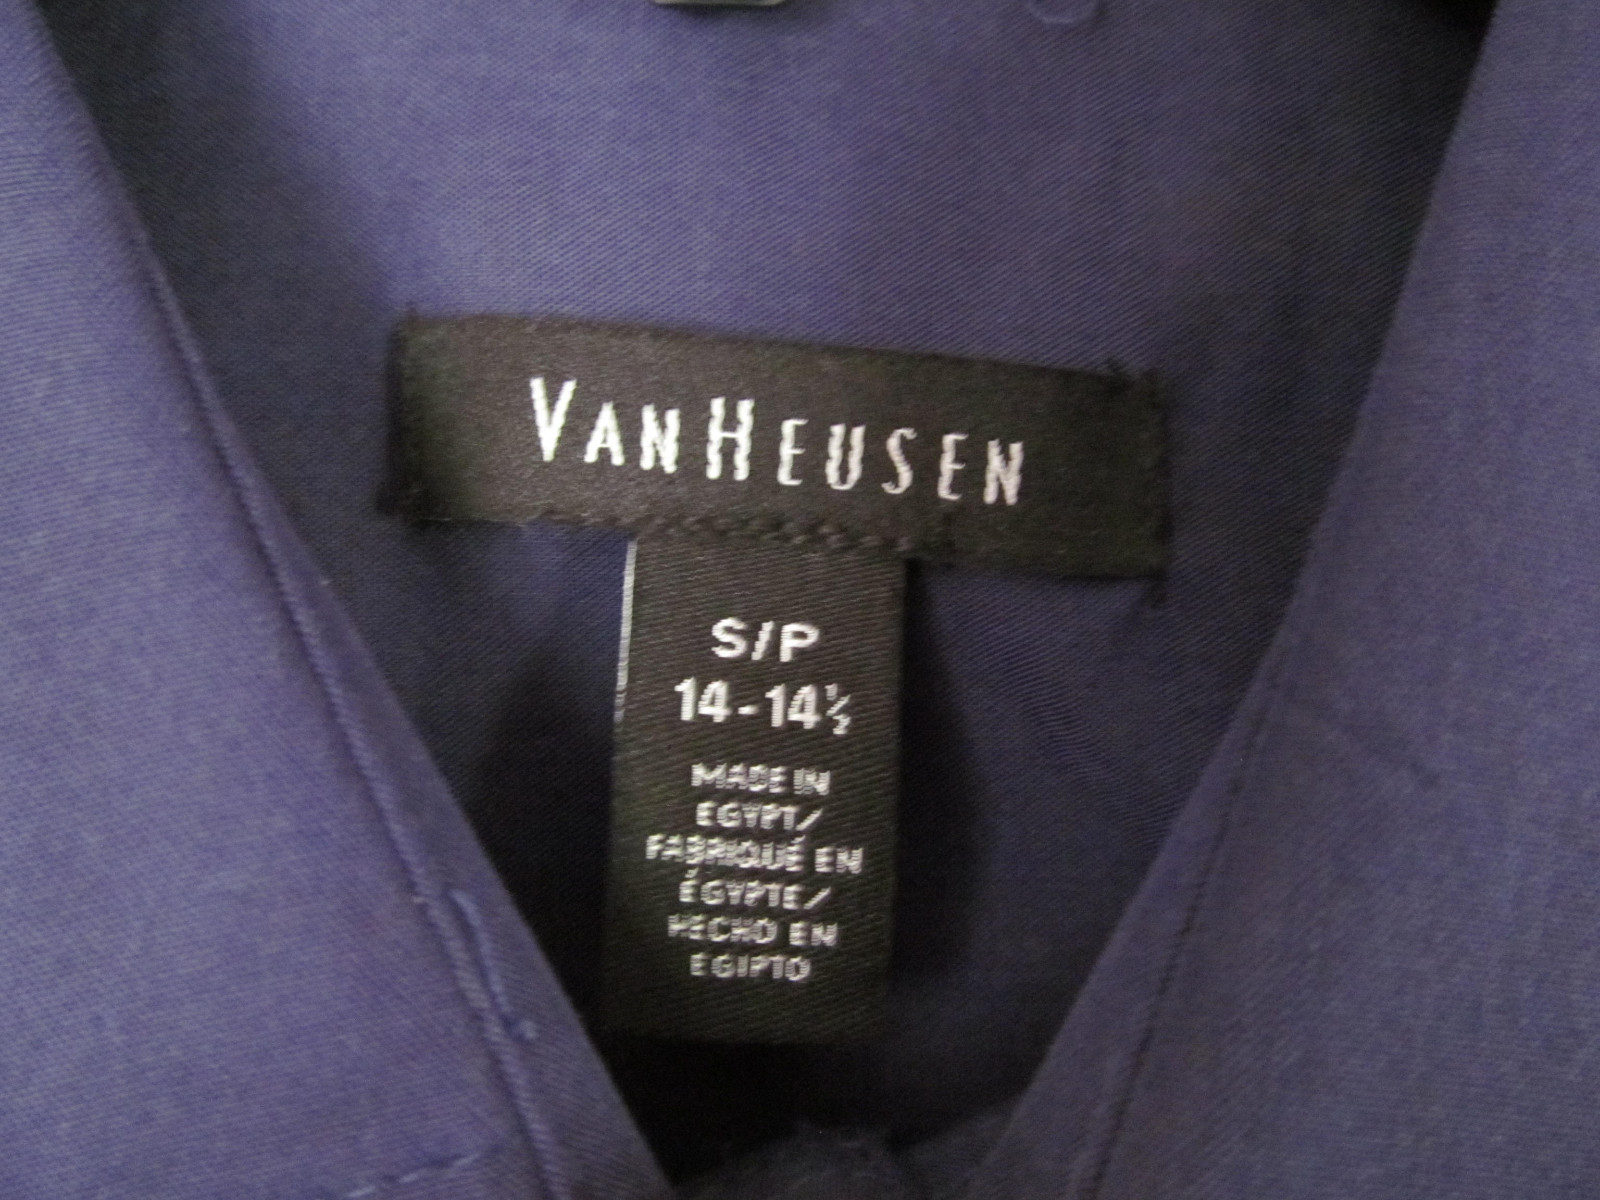 VANHEUSEN
S/P
14-14½
MADE IN
EGYPT/
FABRIQUÉ EN
ÉGYPTE/
HECHO EN
EGIPTO